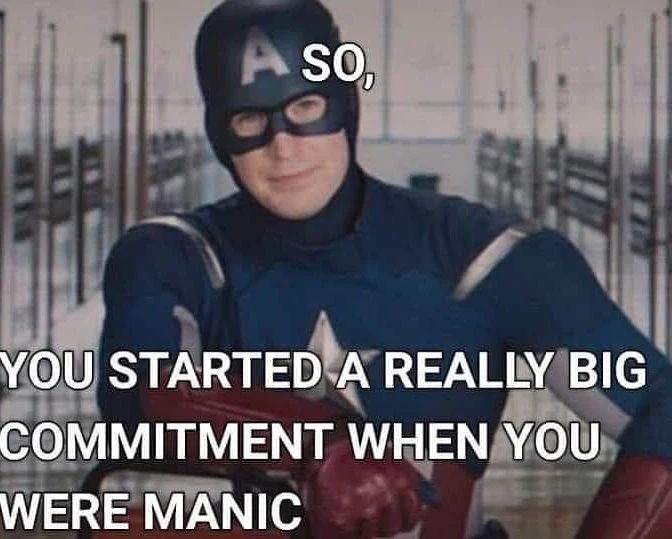 A
SO,
YOU STARTED A REALLY BIG
COMMITMENT WHEN YOU
WERE MANIC